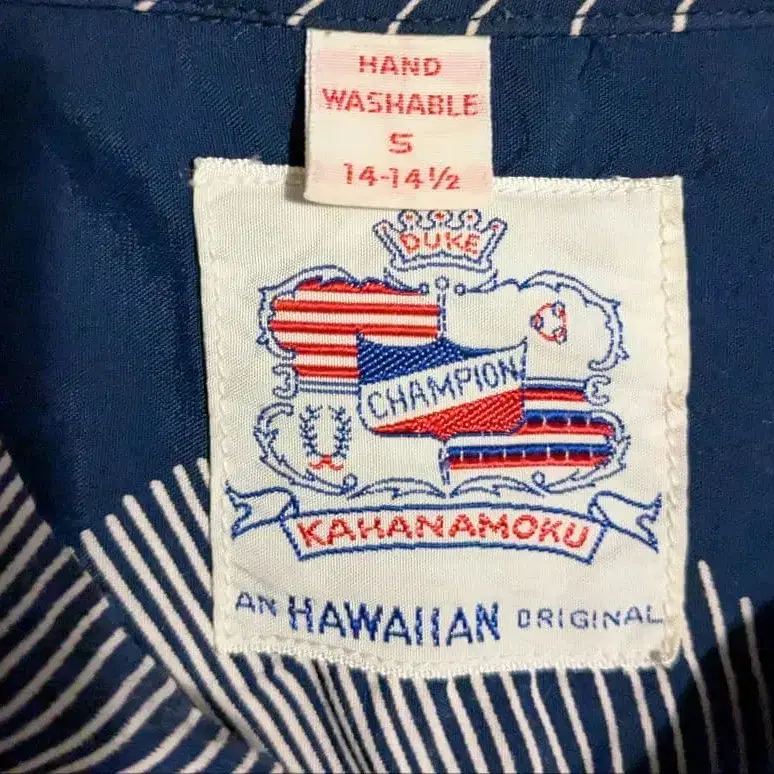 HAND
WASHABLE
S
14-14½
DUKE
CHAMPION
KAHANAMOKU
AN HAWAIIAN ORIGINAL